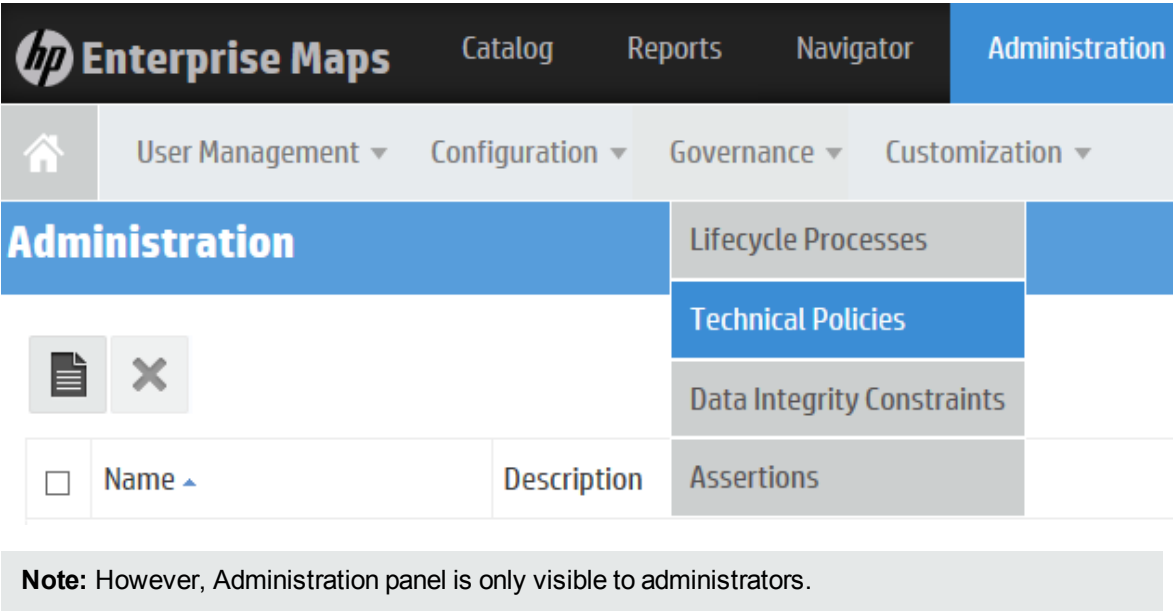 hp Enterprise Maps Catalog Reports Navigator Administration
User Management Configuration Governance Customization
Administration
Lifecycle Processes
Technical Policies
Data Integrity Constraints
Name Description Assertions
Note: However, Administration panel is only visible to administrators.